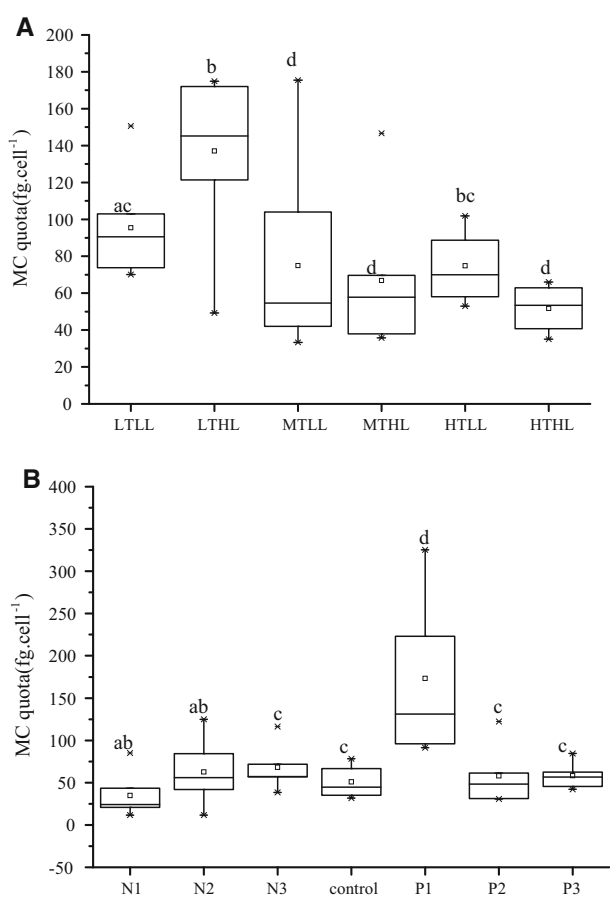 A
MC quota(fg.cell-1)
200
180
160
140
120
100
80
60
40
20
0
ac
b
d
d
bc
d
LTLL LTHL MTLL MTHL HTLL HTHL
B
MC quota(fg.cell-1)
400
350
300
250
200
150
100
50
0
-50
ab
ab
c
c
d
c
c
N1 N2 N3 control P1 P2 P3